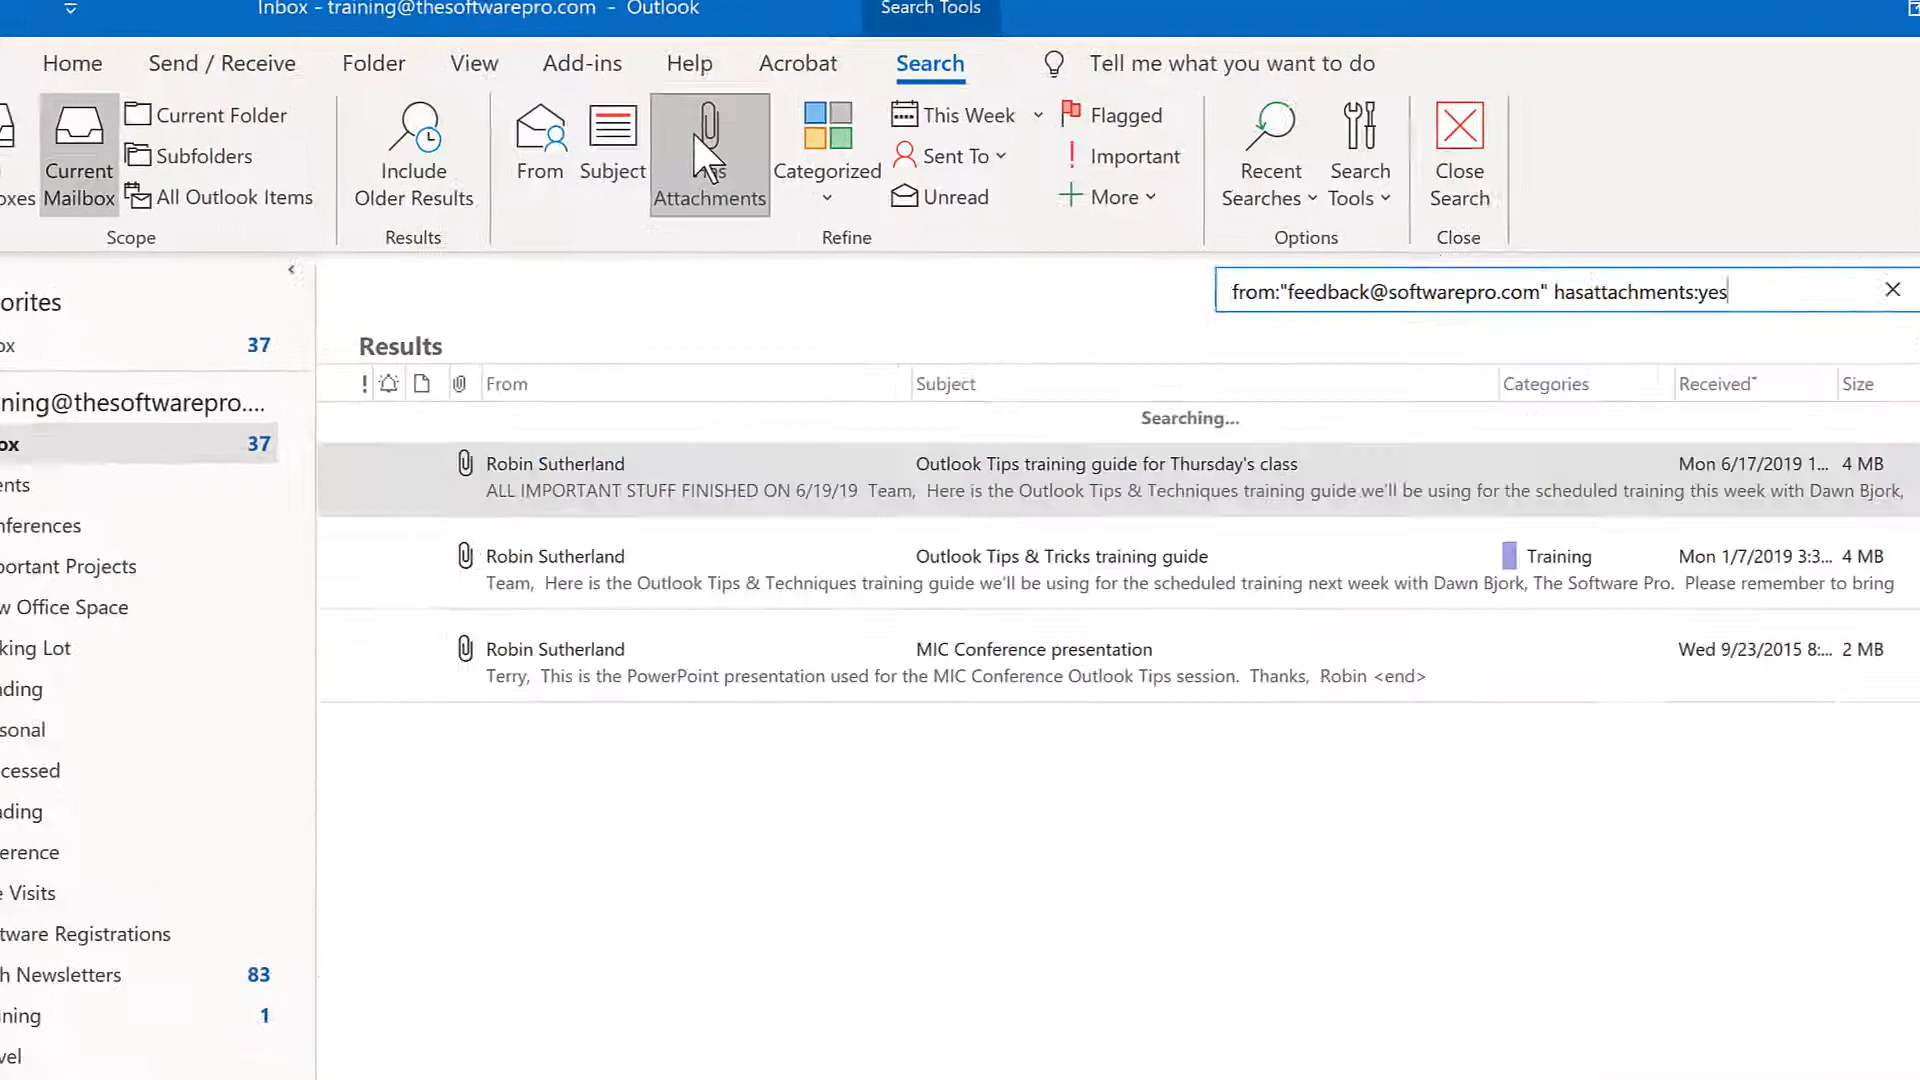 Inbox - training@thesoftwarepro.com - Outlook
Search Tools
Home Send / Receive Folder View Add-ins Help Acrobat Search Tell me what you want to do
oxes
Current Mailbox
Current Folder
Subfolders
All Outlook Items
Scope
Include Older Results
Results
From
Subject
Attachments
Categorized
This Week
Sent To
Unread
Flagged
! Important
More
Refine
Recent Searches
Search Tools
Options
Close Search
Close
from:"feedback@softwarepro.com" hasattachments:yes
orites
ox 37
ning@thesoftwarepro....
ox 37
ents
nferences
portant Projects
w Office Space
king Lot
ding
sonal
cessed
ading
erence
e Visits
tware Registrations
h Newsletters 83
ning 1
vel
Results
! From Subject Categories Received Size
Searching...
Robin Sutherland Outlook Tips training guide for Thursday's class Mon 6/17/2019 1... 4 MB
ALL IMPORTANT STUFF FINISHED ON 6/19/19 Team, Here is the Outlook Tips & Techniques training guide we'll be using for the scheduled training this week with Dawn Bjork,
Robin Sutherland Outlook Tips & Tricks training guide Training Mon 1/7/2019 3:3... 4 MB
Team, Here is the Outlook Tips & Techniques training guide we'll be using for the scheduled training next week with Dawn Bjork, The Software Pro. Please remember to bring
Robin Sutherland MIC Conference presentation Wed 9/23/2015 8:... 2 MB
Terry, This is the PowerPoint presentation used for the MIC Conference Outlook Tips session. Thanks, Robin <end>